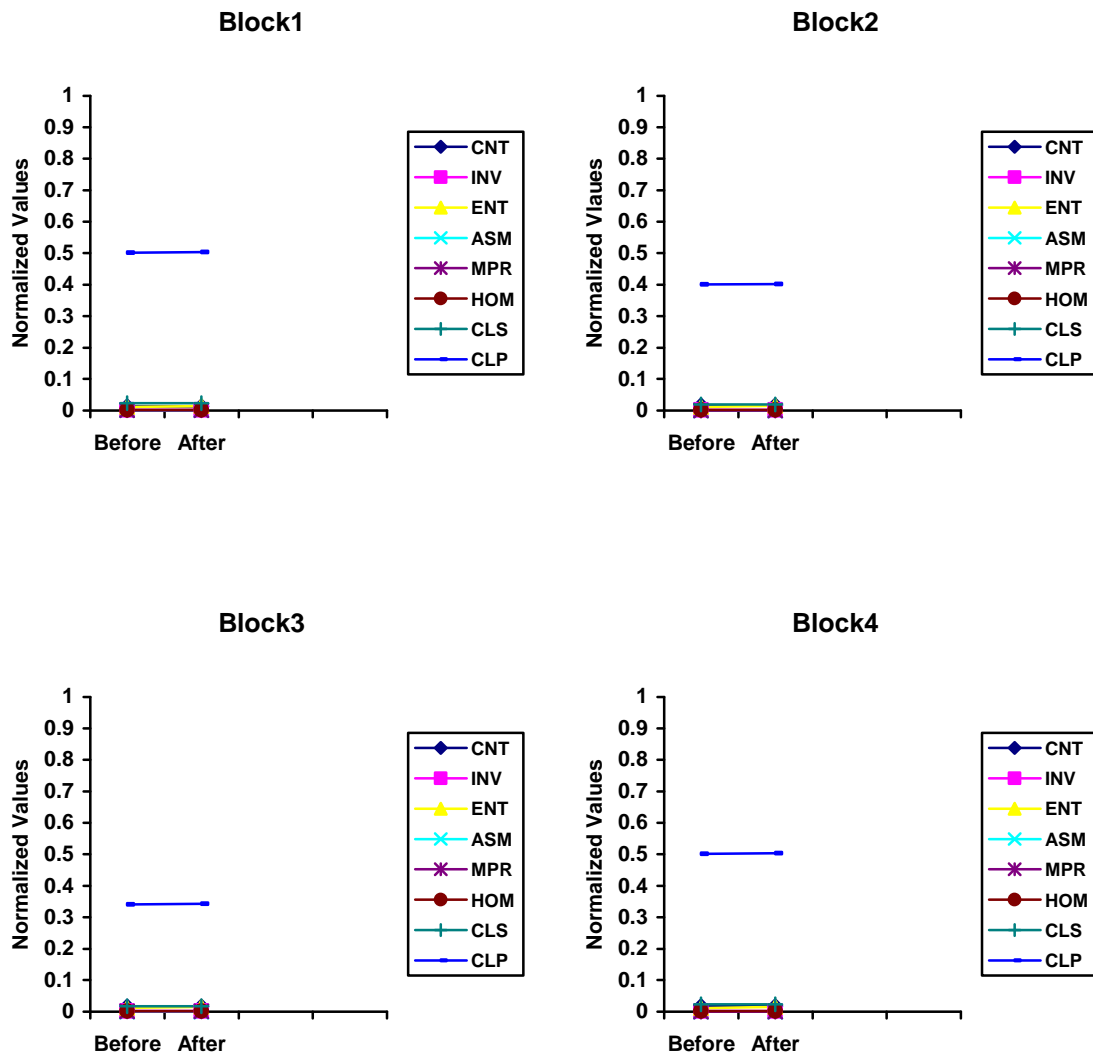 Block1
Normalized Values
1
0.9
0.8
0.7
0.6
0.5
0.4
0.3
0.2
0.1
0
Before After
CNT
INV
ENT
ASM
MPR
HOM
CLS
CLP
Block2
Normalized Vlaues
1
0.9
0.8
0.7
0.6
0.5
0.4
0.3
0.2
0.1
0
Before After
CNT
INV
ENT
ASM
MPR
HOM
CLS
CLP
Block3
Normalized Values
1
0.9
0.8
0.7
0.6
0.5
0.4
0.3
0.2
0.1
0
Before After
CNT
INV
ENT
ASM
MPR
HOM
CLS
CLP
Block4
Normalized Values
1
0.9
0.8
0.7
0.6
0.5
0.4
0.3
0.2
0.1
0
Before After
CNT
INV
ENT
ASM
MPR
HOM
CLS
CLP